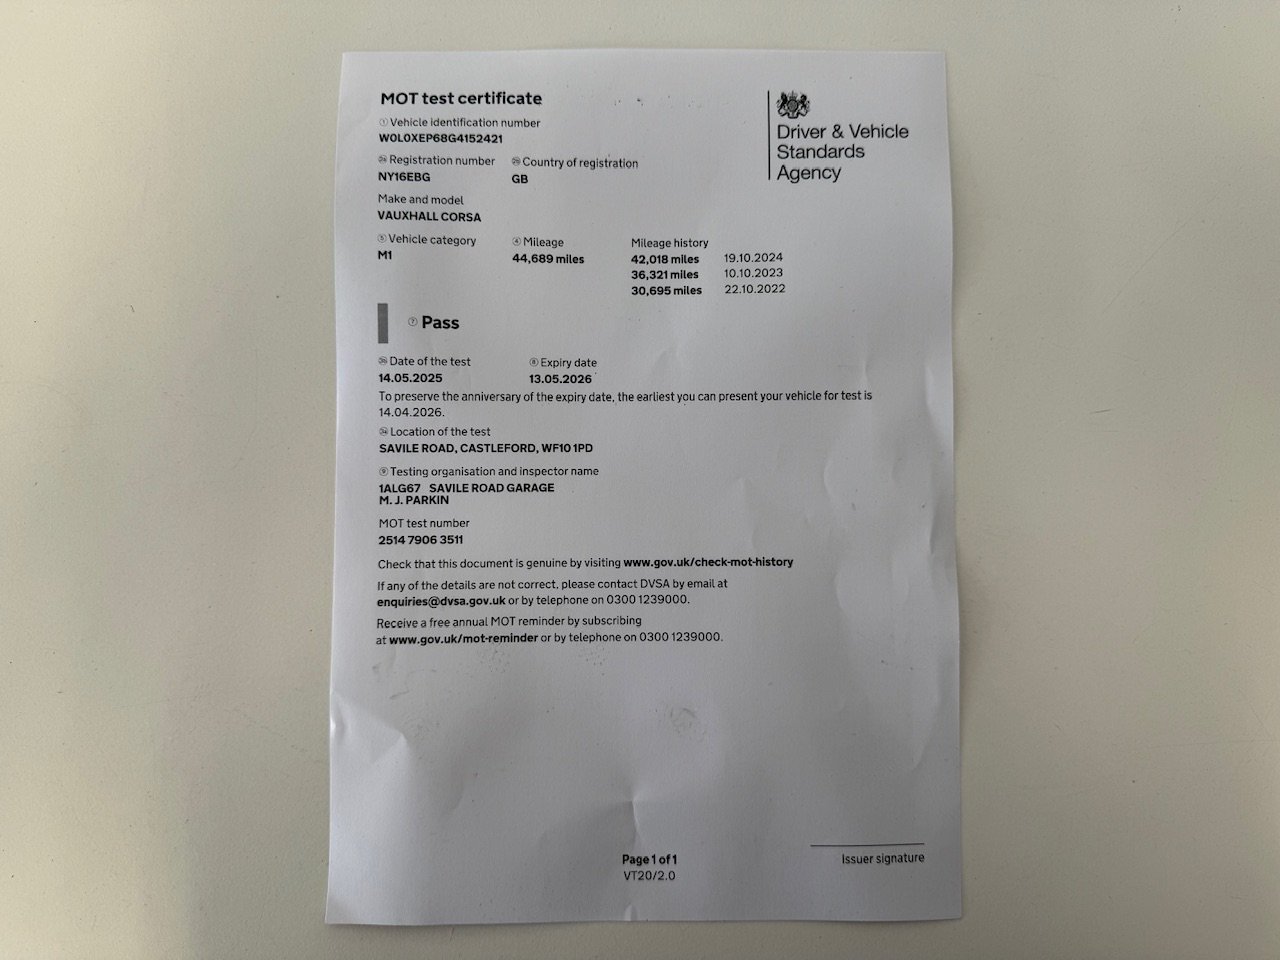 MOT test certificate
① Vehicle identification number
W0L0XEP68G4152421
Driver & Vehicle
Standards
Agency
Registration number
NY16EBG
Country of registration
GB
Make and model
VAUXHALL CORSA
⑤ Vehicle category
M1
④ Mileage
44,689 miles
Mileage history
42,018 miles 19.10.2024
36,321 miles 10.10.2023
30,695 miles 22.10.2022
⑦ Pass
Date of the test
14.05.2025
⑧ Expiry date
13.05.2026
To preserve the anniversary of the expiry date, the earliest you can present your vehicle for test is
14.04.2026.
Location of the test
SAVILE ROAD, CASTLEFORD, WF10 1PD
⑨ Testing organisation and inspector name
1ALG67 SAVILE ROAD GARAGE
M. J. PARKIN
MOT test number
2514 7906 3511
Check that this document is genuine by visiting www.gov.uk/check-mot-history
If any of the details are not correct, please contact DVSA by email at
enquiries@dvsa.gov.uk or by telephone on 0300 1239000.
Receive a free annual MOT reminder by subscribing
at www.gov.uk/mot-reminder or by telephone on 0300 1239000.
Page 1 of 1
VT20/2.0
Issuer signature